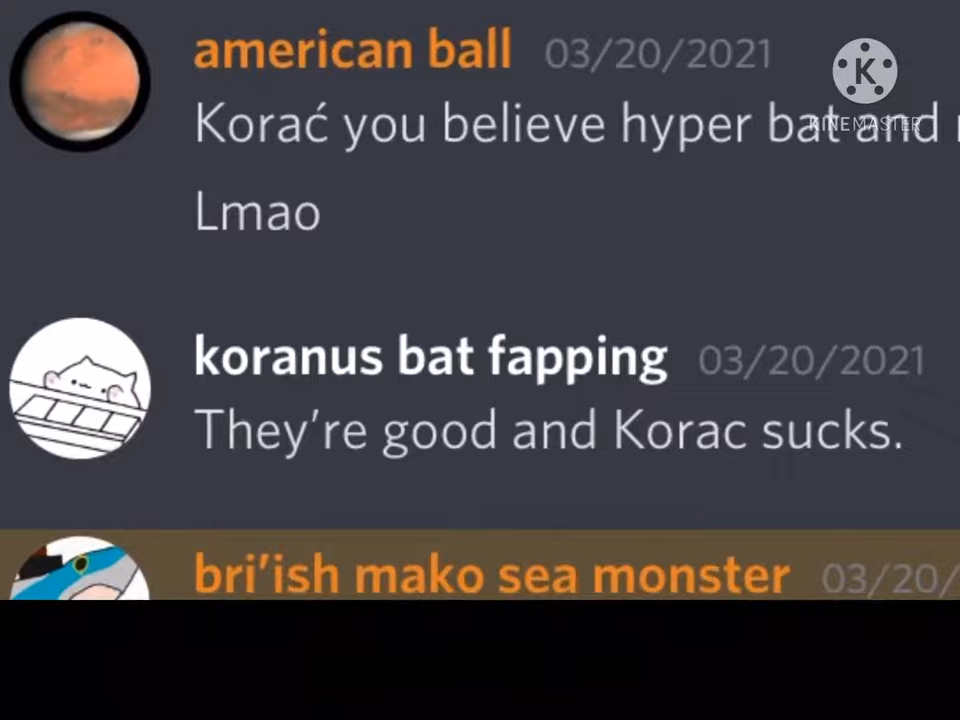 american ball 03/20/2021
Korać you believe hyper bat and
Lmao
K
KINEMASTER
koranus bat fapping 03/20/2021
They're good and Korac sucks.
bri'ish mako sea monster 03/20/